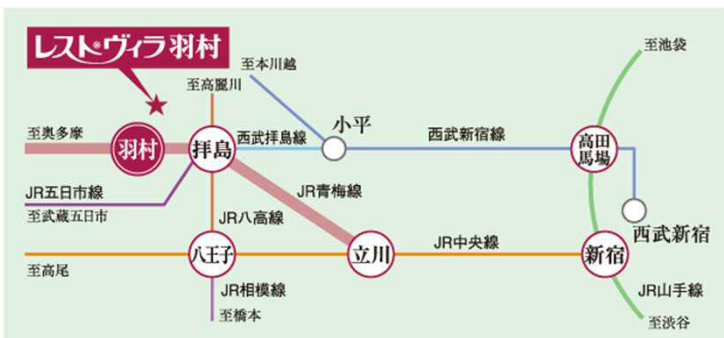 レストヴィラ羽村
至本川越
至池袋
至高麗川
小平
至奥多摩
羽村
拝島
西武拝島線
西武新宿線
高田
馬場
JR五日市線
至武蔵五日市
JR青梅線
JR八高線
西武新宿
八王子
立川
JR中央線
新宿
至高尾
JR相模線
JR山手線
至橋本
至渋谷